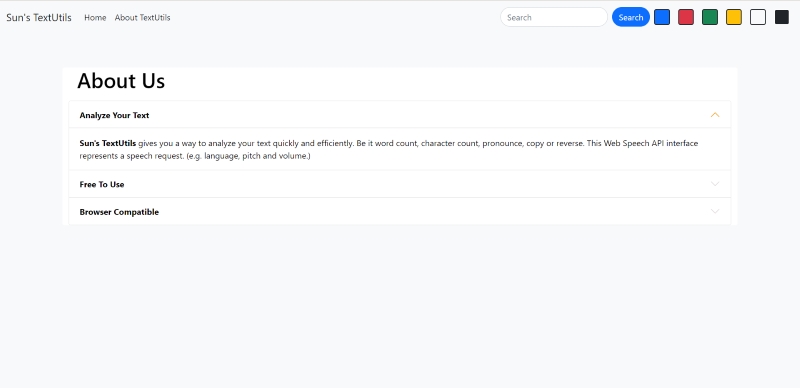 Sun's TextUtils Home About TextUtils Search Search
About Us
Analyze Your Text
Sun's TextUtils gives you a way to analyze your text quickly and efficiently. Be it word count, character count, pronounce, copy or reverse. This Web Speech API interface
represents a speech request. (e.g. language, pitch and volume.)
Free To Use
Browser Compatible